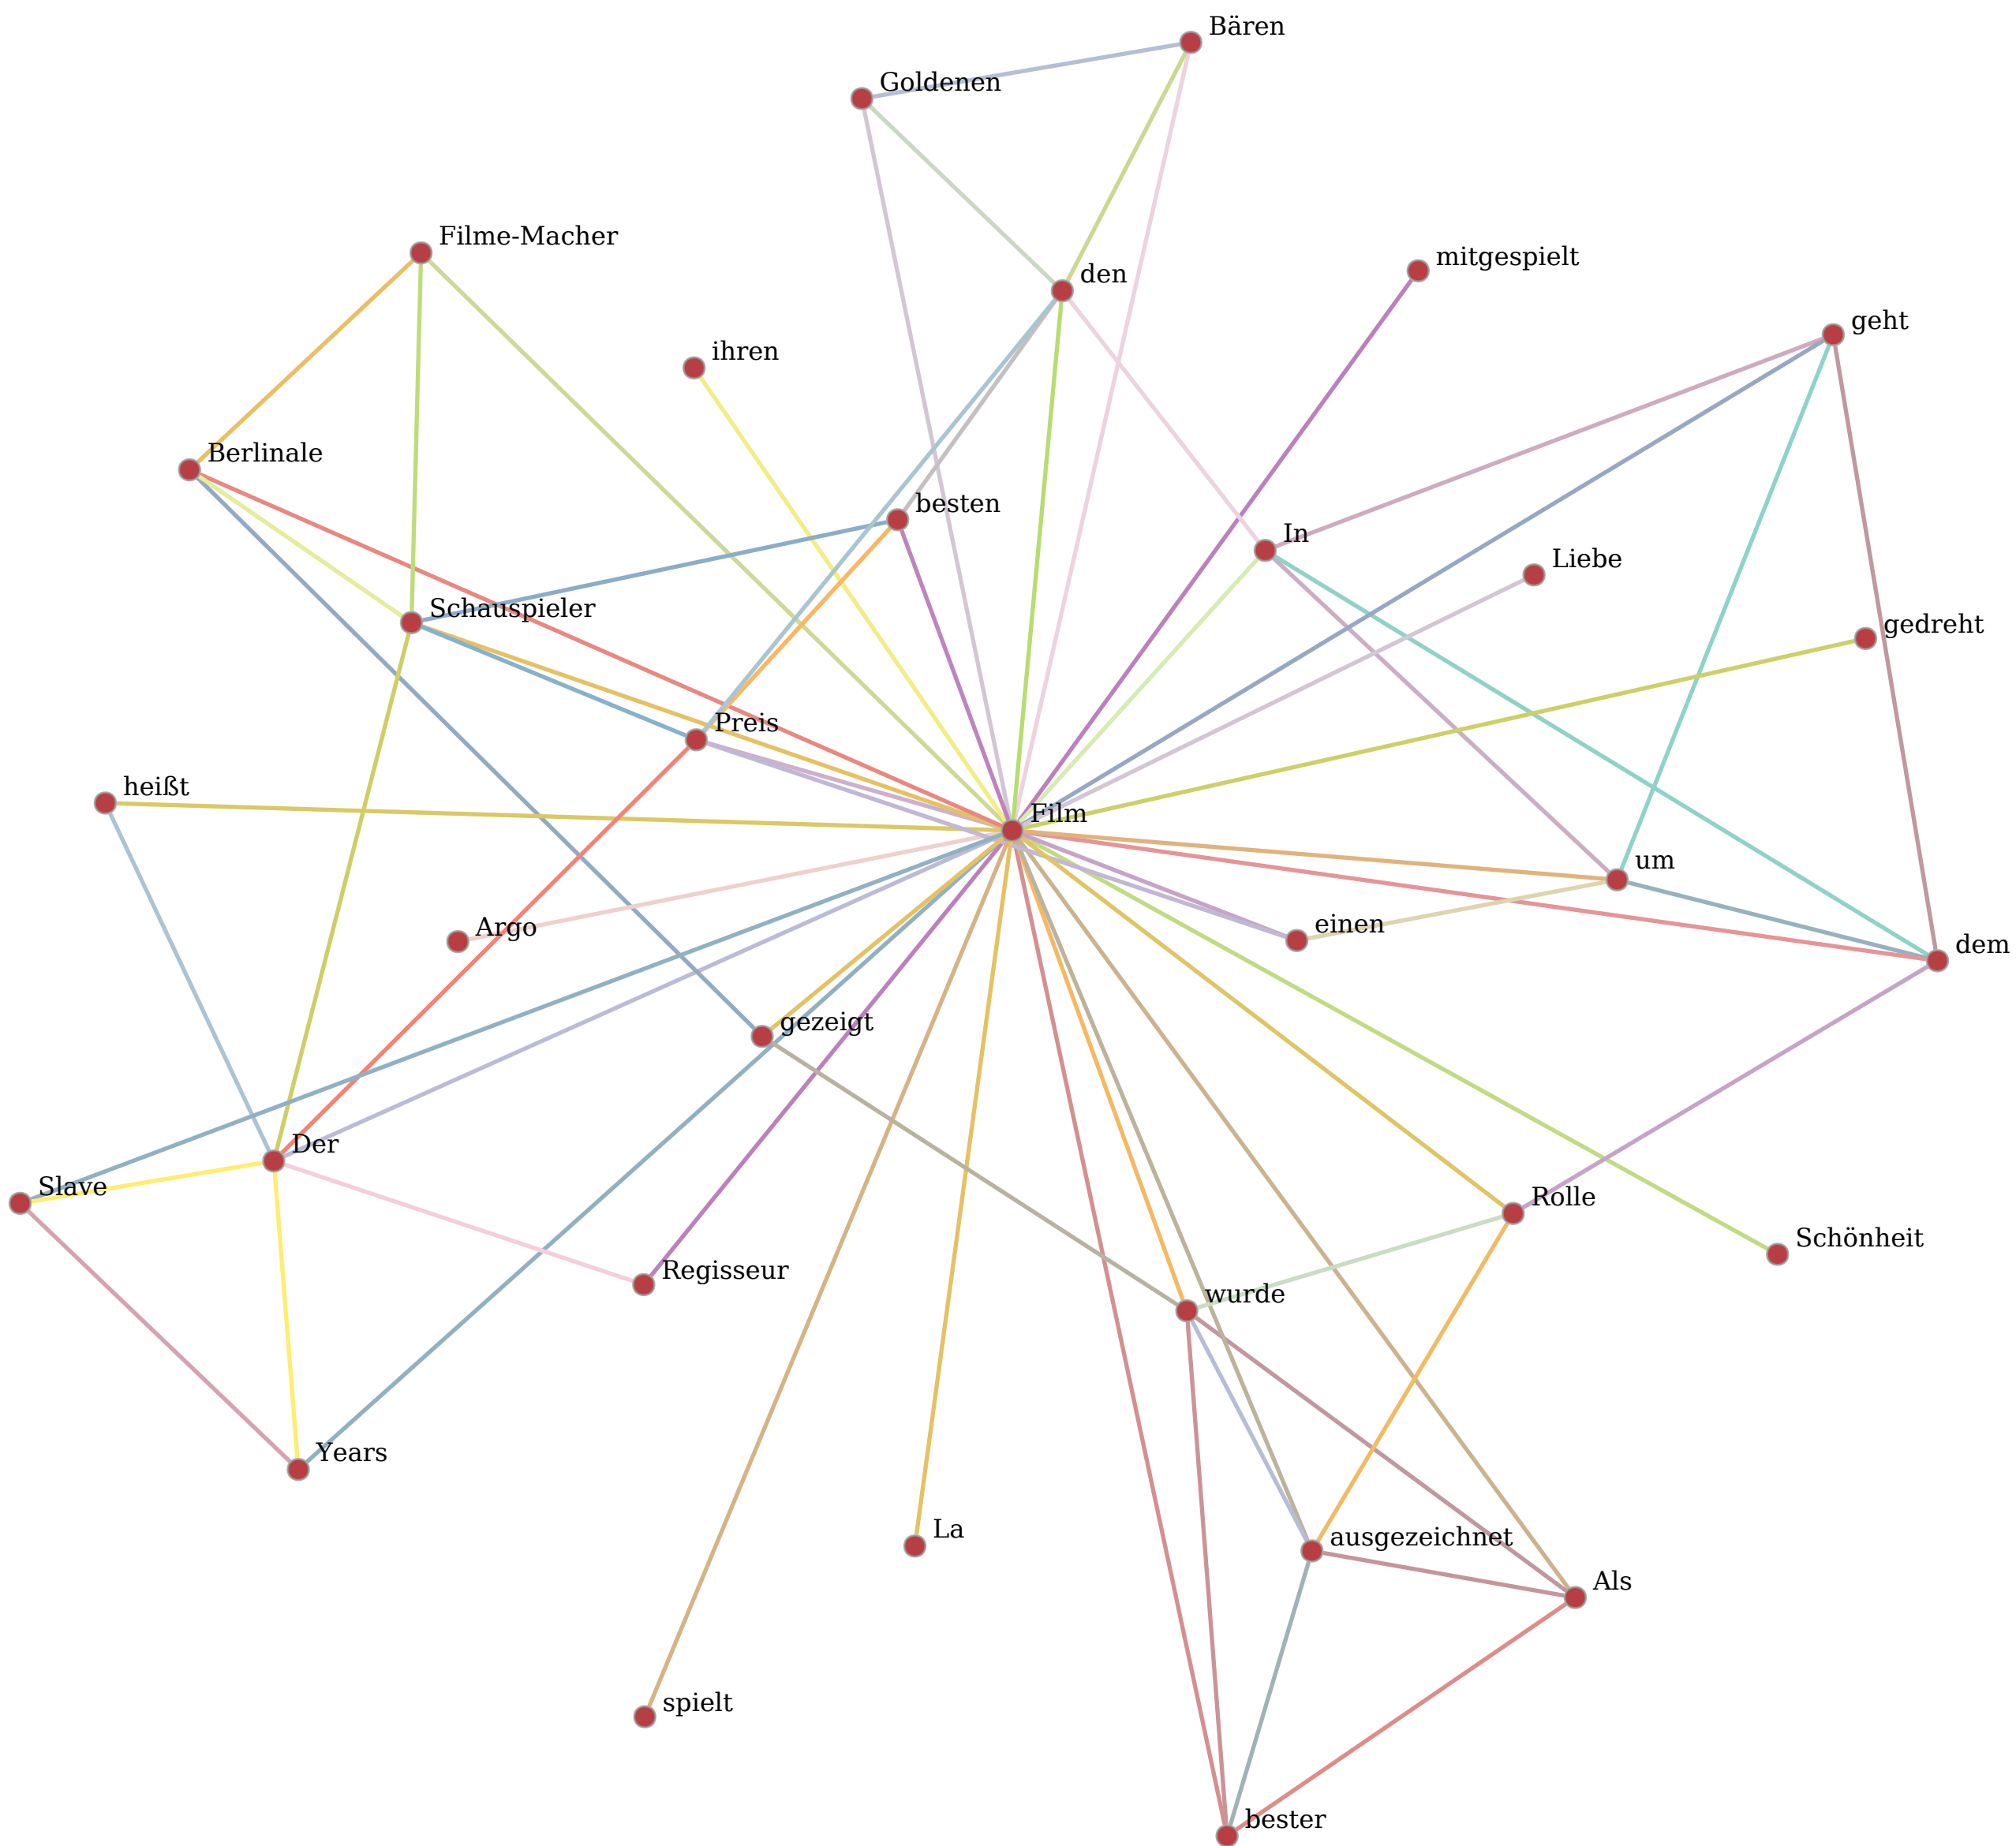 Bären
Goldenen
Filme-Macher
mitgespielt
den
geht
ihren
Berlinale
besten
In
Liebe
Schauspieler
gedreht
Preis
heißt
Film
um
Argo
einen
dem
gezeigt
Der
Slave
Rolle
Schönheit
Regisseur
wurde
Years
La
ausgezeichnet
Als
spielt
bester